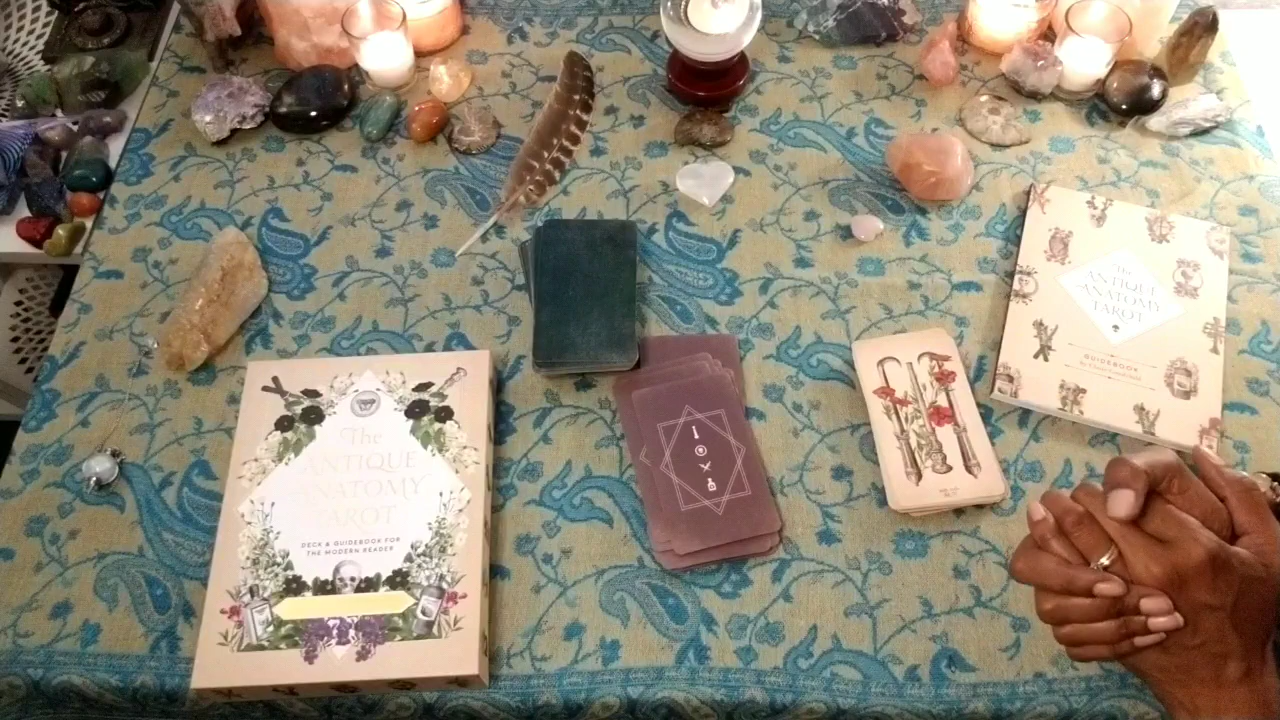 The
ANTIQUE
ANATOMY
TAROT
DECK & GUIDEBOOK FOR
THE MODERN READER
The
ANTIQUE
ANATOMY
TAROT
GUIDEBOOK